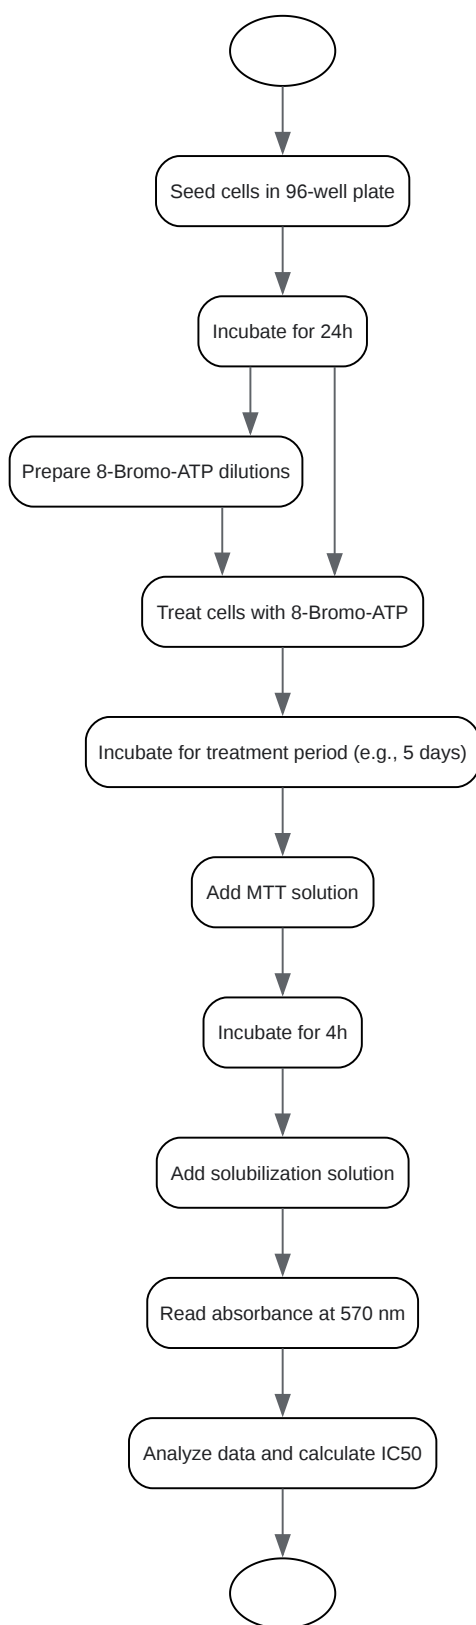 Seed cells in 96-well plate
Incubate for 24h
Prepare 8-Bromo-ATP dilutions
Treat cells with 8-Bromo-ATP
Incubate for treatment period (e.g., 5 days)
Add MTT solution
Incubate for 4h
Add solubilization solution
Read absorbance at 570 nm
Analyze data and calculate IC50